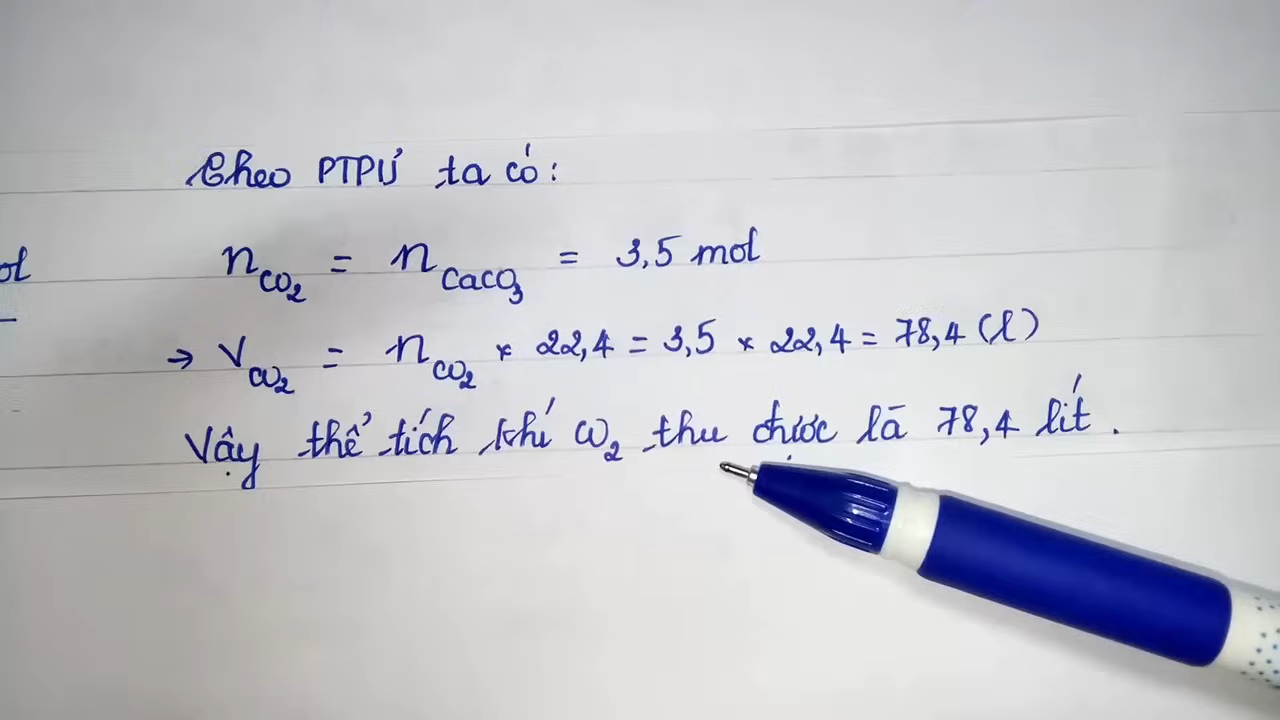 Theo PTPƯ ta có:
ol
n_CO₂ = n_CaCO₃ = 3,5 mol
→ V_CO₂ = n_CO₂ * 22,4 = 3,5 * 22,4 = 78,4 (l)
Vậy thể tích khí CO₂ thu được là 78,4 lít.